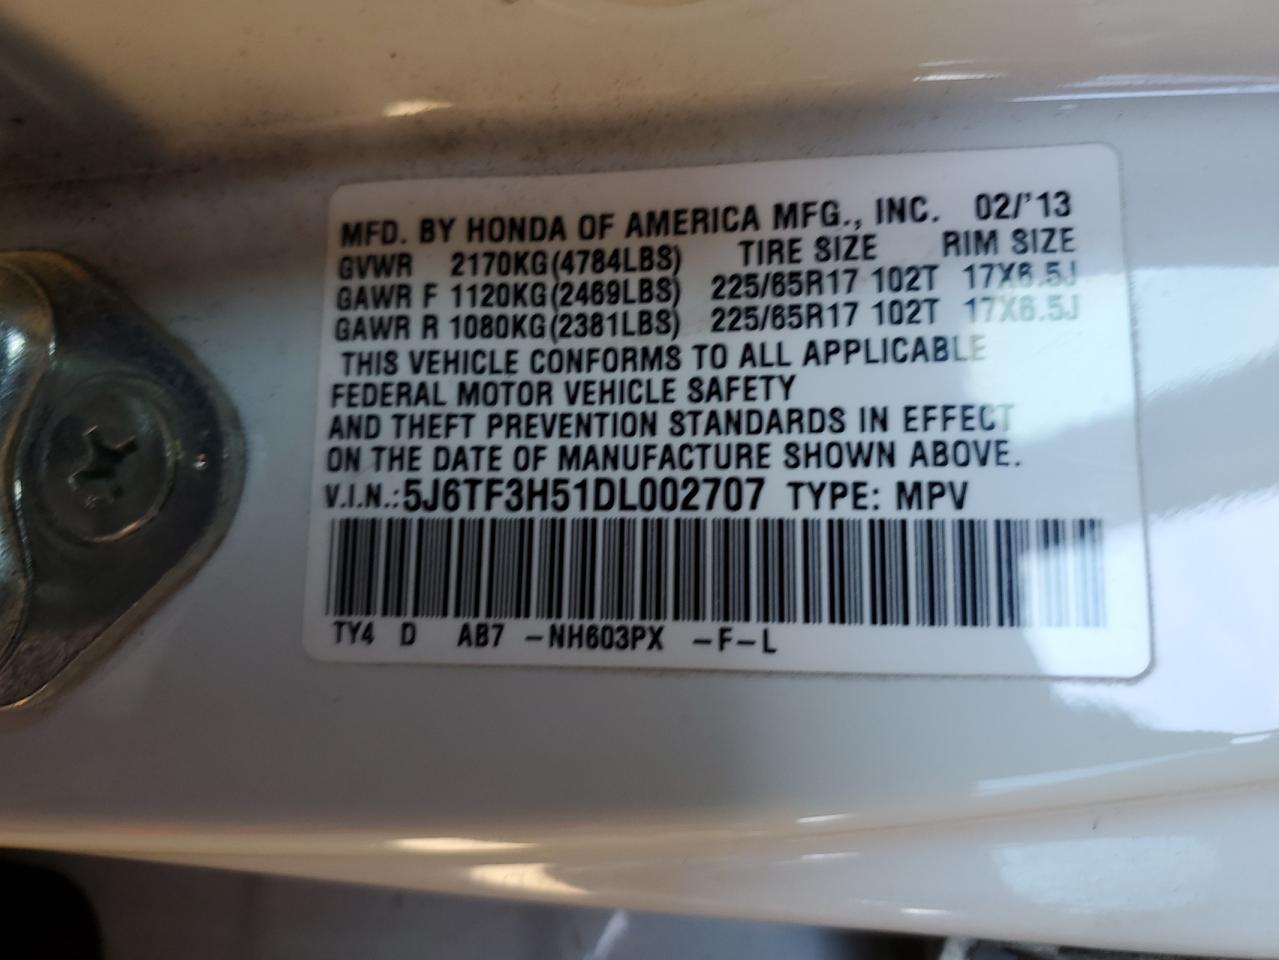 MFD. BY HONDA OF AMERICA MFG., INC. 02/'13
GVWR 2170KG(4784LBS) TIRE SIZE RIM SIZE
GAWR F 1120KG(2469LBS) 225/65R17 102T 17X6.5J
GAWR R 1080KG(2381LBS) 225/65R17 102T 17X6.5J
THIS VEHICLE CONFORMS TO ALL APPLICABLE
FEDERAL MOTOR VEHICLE SAFETY
AND THEFT PREVENTION STANDARDS IN EFFECT
ON THE DATE OF MANUFACTURE SHOWN ABOVE.
V.I.N.: 5J6TF3H51DL002707 TYPE: MPV
TY4 D AB7 -NH603PX -F-L